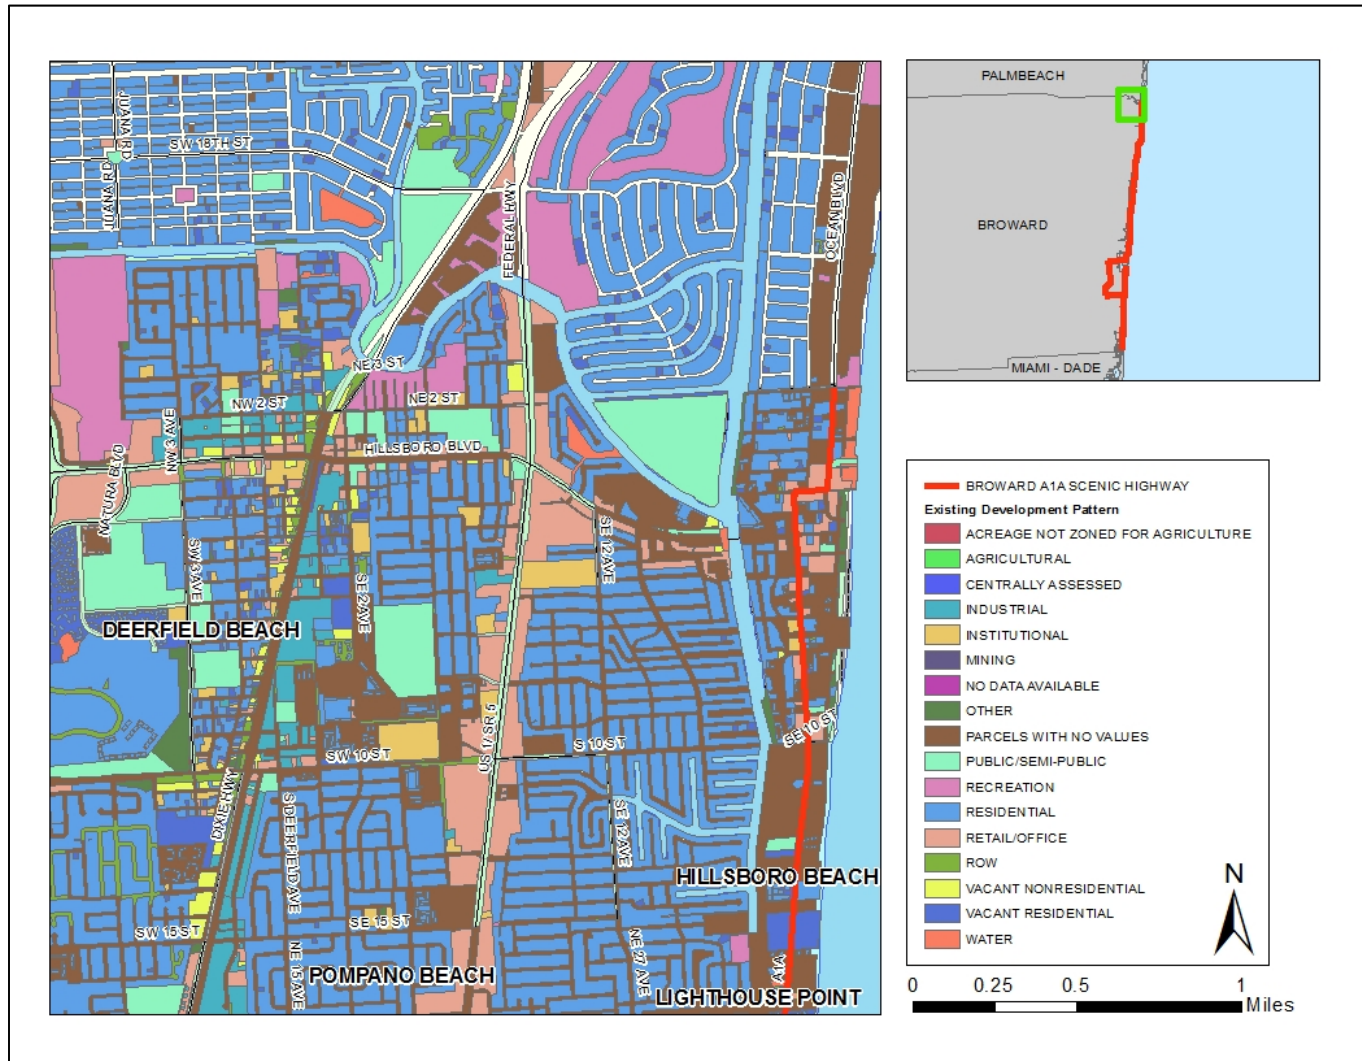 JUANA RD
SW 18TH ST
JUANA RD
FEDERAL HWY
OCEAN BLVD
NE 3 ST
NW 2 ST
NE 2 ST
NW 3 AVE
HILLSBORO BLVD
NATURA BLVD
SW 3 AVE
SE 2 AVE
SE 12 AVE
DEERFIELD BEACH
US 1/ SR 5
SE 10 ST
SW 10 ST
S 10 ST
DIXIE HWY
S DEERFIELD AVE
SE 12 AVE
HILLSBORO BEACH
SW 15 ST
SE 15 ST
NE 15 AVE
NE 27 AVE
A1A
POMPANO BEACH
LIGHTHOUSE POINT
PALMBEACH
BROWARD
MIAMI - DADE
BROWARD A1A SCENIC HIGHWAY
Existing Development Pattern
ACREAGE NOT ZONED FOR AGRICULTURE
AGRICULTURAL
CENTRALLY ASSESSED
INDUSTRIAL
INSTITUTIONAL
MINING
NO DATA AVAILABLE
OTHER
PARCELS WITH NO VALUES
PUBLIC/SEMI-PUBLIC
RECREATION
RESIDENTIAL
RETAIL/OFFICE
ROW
VACANT NONRESIDENTIAL
VACANT RESIDENTIAL
WATER
N
0 0.25 0.5 1
Miles